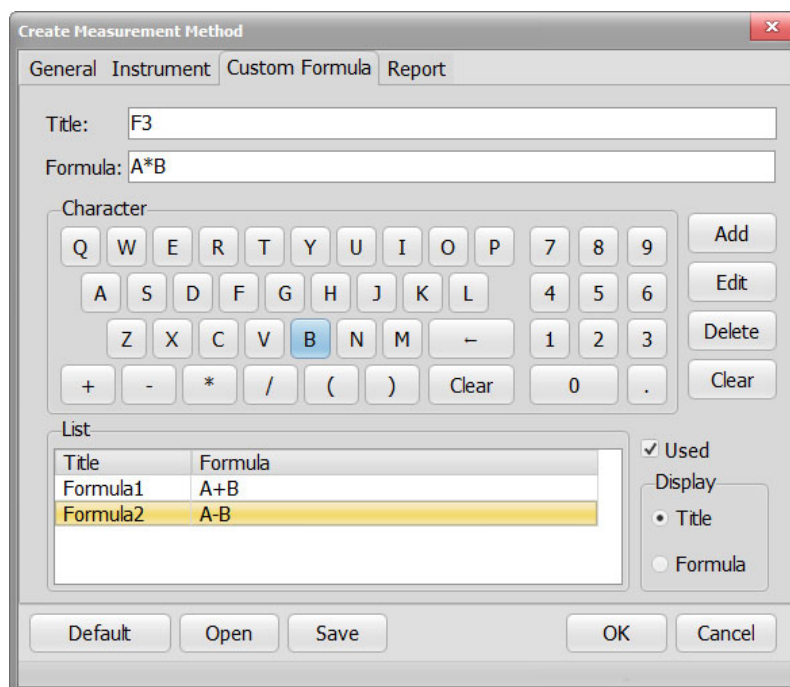 Create Measurement Method
General Instrument Custom Formula Report
Title: F3
Formula: A*B
Character
Q W E R T Y U I O P 7 8 9
Add
A S D F G H J K L 4 5 6
Edit
Z X C V B N M ← 1 2 3
Delete
+ - * / ( ) Clear 0 .
Clear
List
Title Formula
Formula1 A+B
Formula2 A-B
Used
Display
Title
Formula
Default Open Save OK Cancel